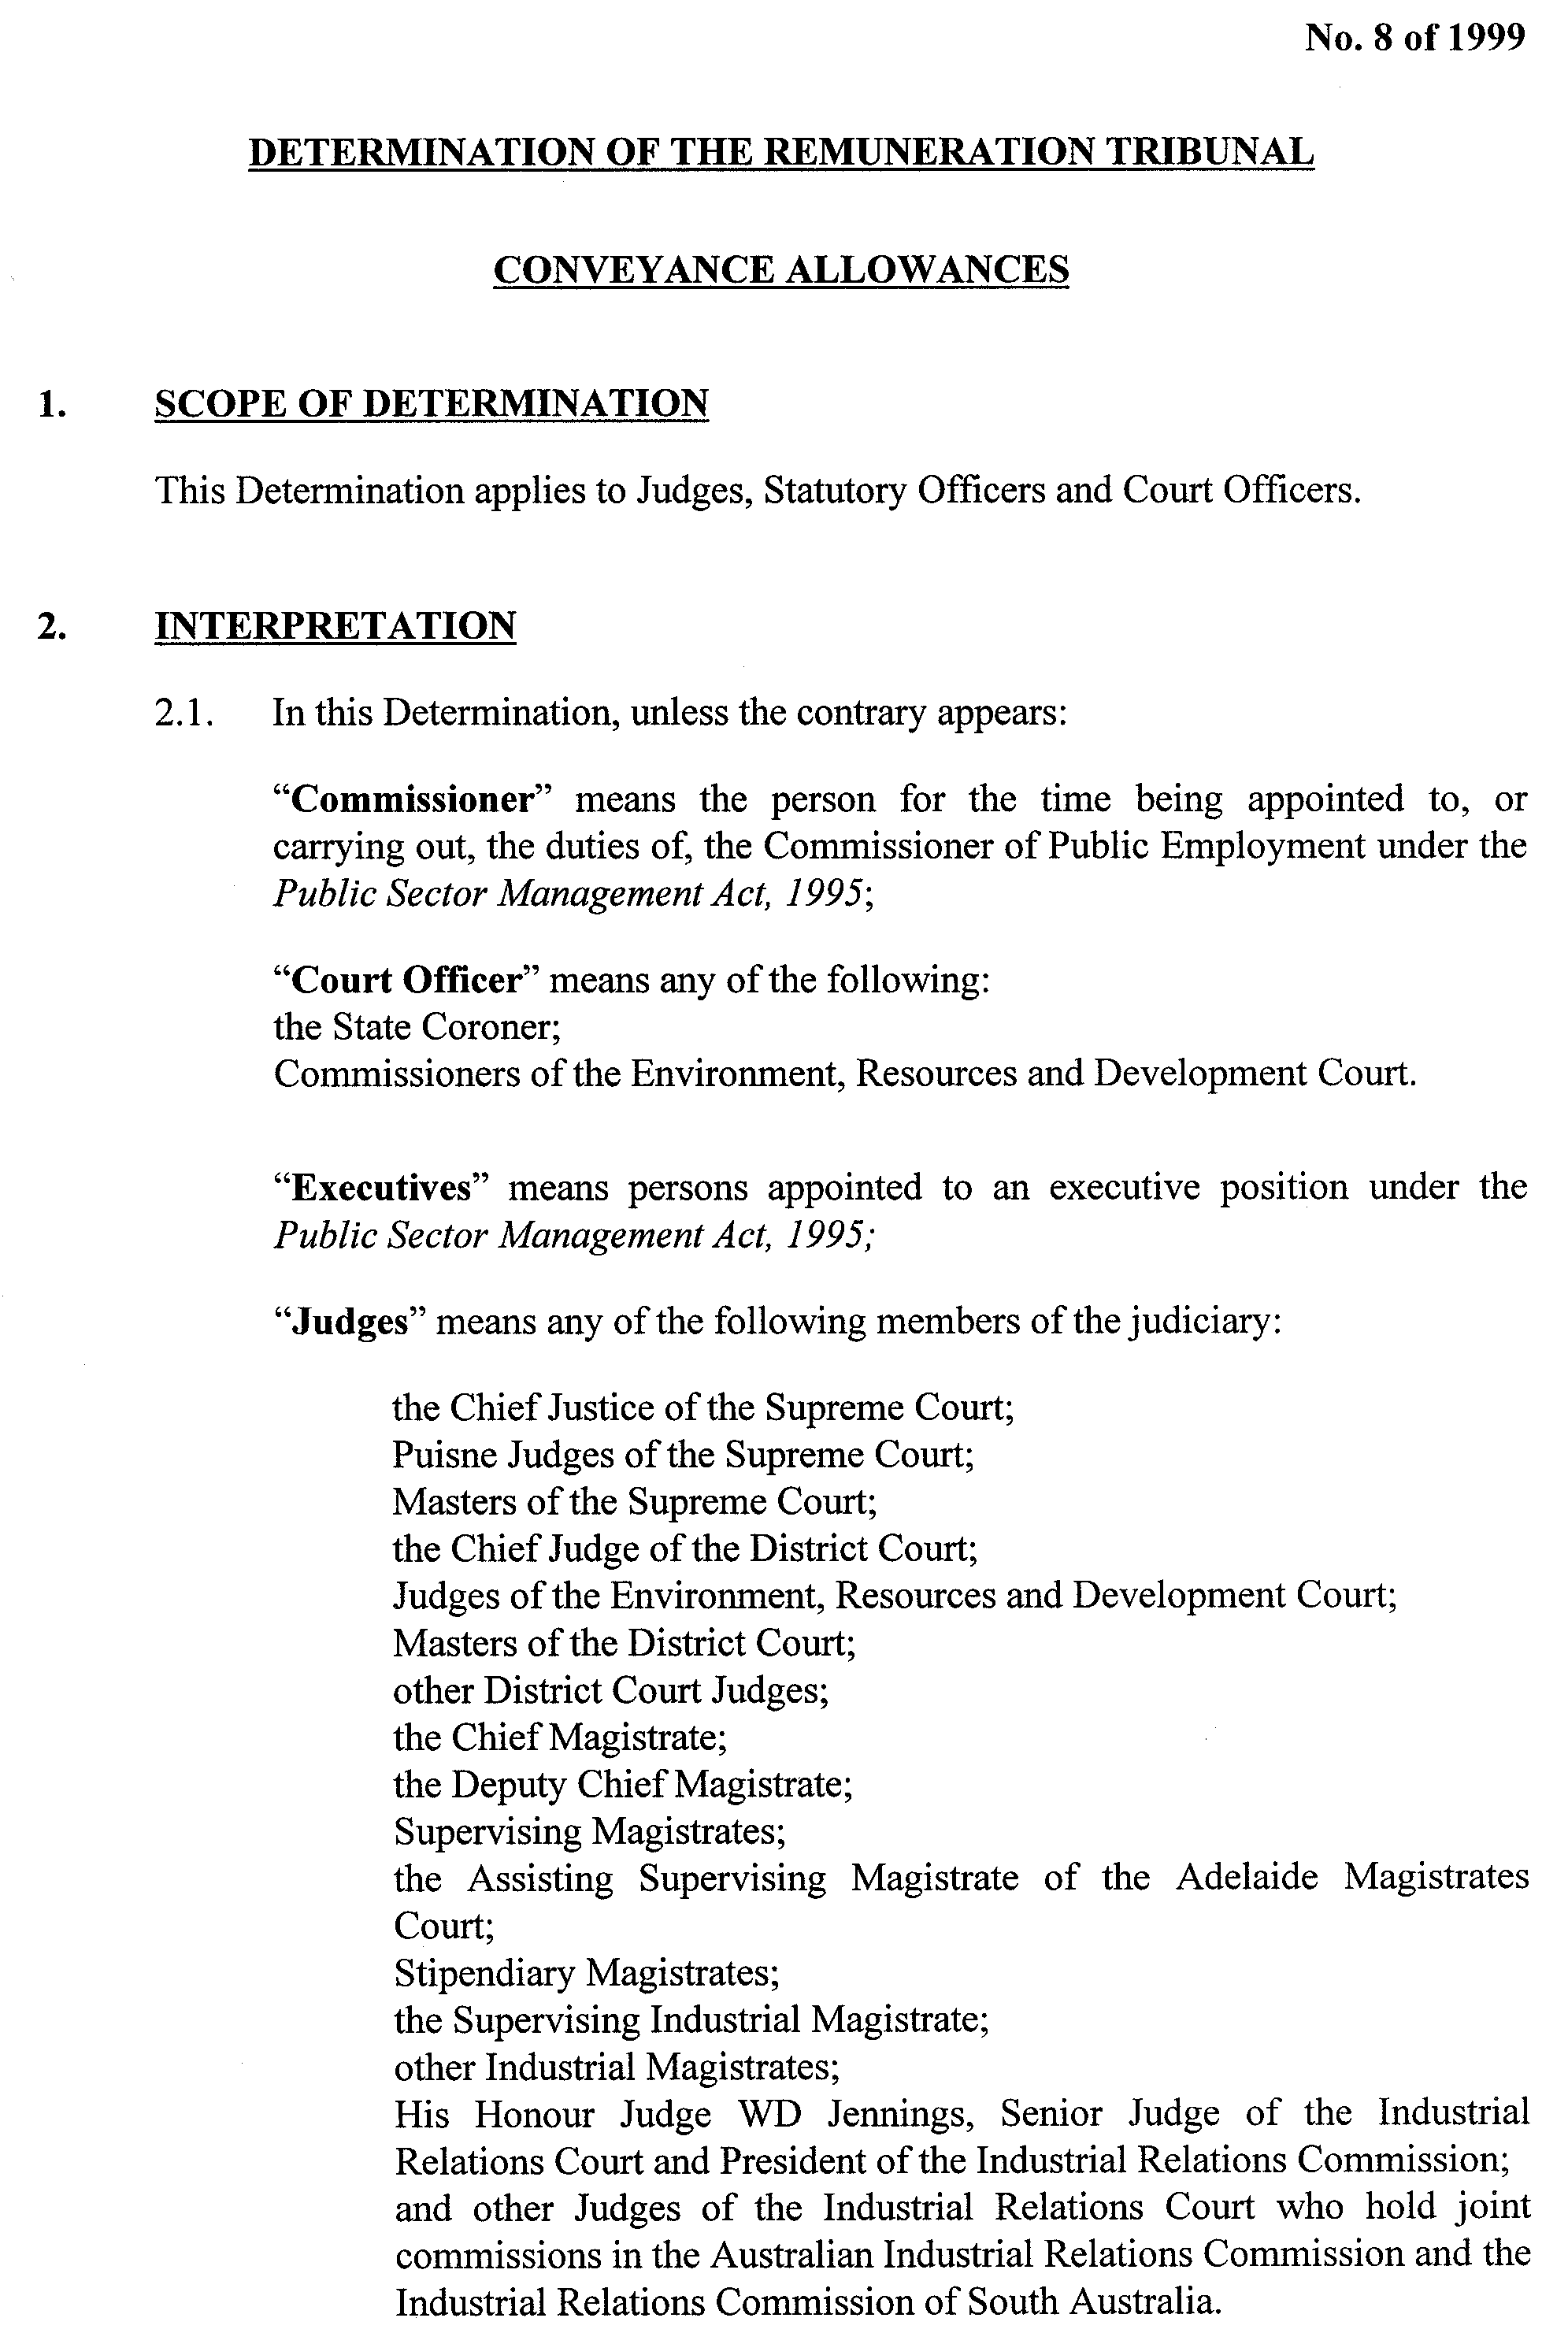 No. 8 of 1999
DETERMINATION OF THE REMUNERATION TRIBUNAL
CONVEYANCE ALLOWANCES
1. SCOPE OF DETERMINATION
This Determination applies to Judges, Statutory Officers and Court Officers.
2. INTERPRETATION
2.1. In this Determination, unless the contrary appears:
“Commissioner” means the person for the time being appointed to, or
carrying out, the duties of, the Commissioner of Public Employment under the
Public Sector Management Act, 1995;
“Court Officer” means any of the following:
the State Coroner;
Commissioners of the Environment, Resources and Development Court.
“Executives” means persons appointed to an executive position under the
Public Sector Management Act, 1995;
“Judges” means any of the following members of the judiciary:
the Chief Justice of the Supreme Court;
Puisne Judges of the Supreme Court;
Masters of the Supreme Court;
the Chief Judge of the District Court;
Judges of the Environment, Resources and Development Court;
Masters of the District Court;
other District Court Judges;
the Chief Magistrate;
the Deputy Chief Magistrate;
Supervising Magistrates;
the Assisting Supervising Magistrate of the Adelaide Magistrates
Court;
Stipendiary Magistrates;
the Supervising Industrial Magistrate;
other Industrial Magistrates;
His Honour Judge WD Jennings, Senior Judge of the Industrial
Relations Court and President of the Industrial Relations Commission;
and other Judges of the Industrial Relations Court who hold joint
commissions in the Australian Industrial Relations Commission and the
Industrial Relations Commission of South Australia.